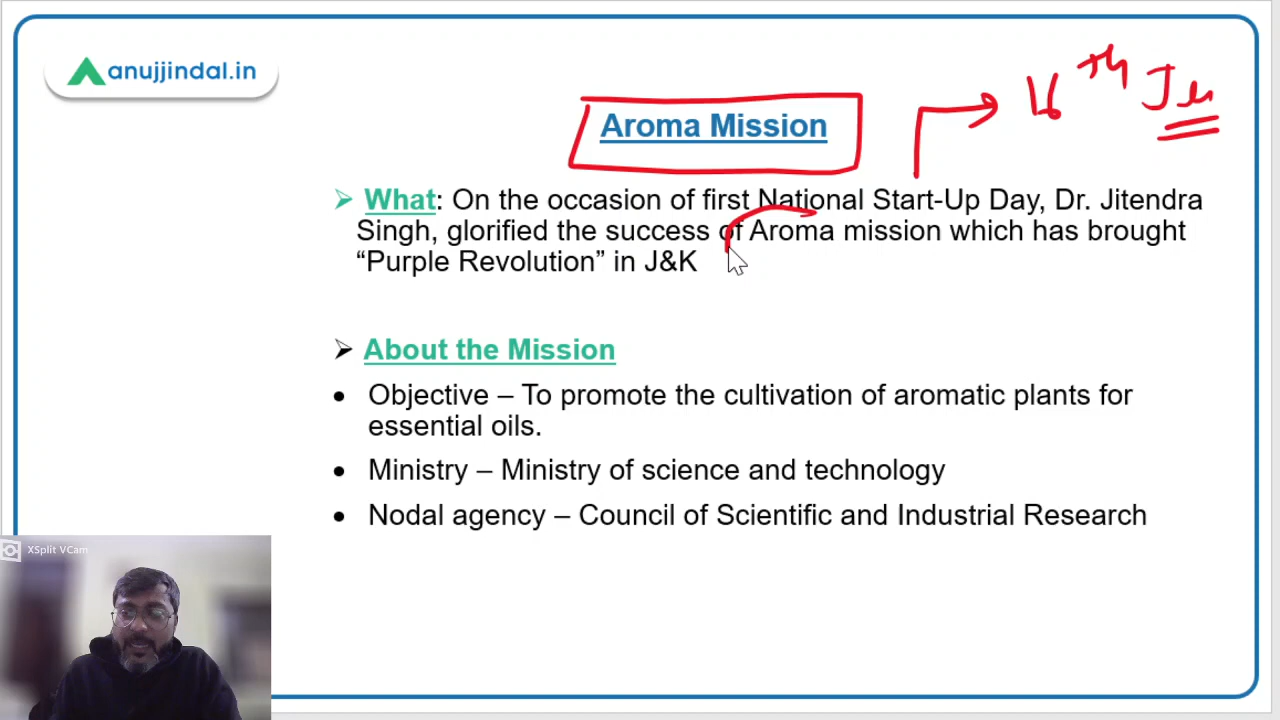 anujjindal.in
16th Jan
Aroma Mission
➢ What: On the occasion of first National Start-Up Day, Dr. Jitendra
Singh, glorified the success of Aroma mission which has brought
“Purple Revolution” in J&K
➢ About the Mission
• Objective – To promote the cultivation of aromatic plants for
essential oils.
• Ministry – Ministry of science and technology
• Nodal agency – Council of Scientific and Industrial Research
XSplit VCam